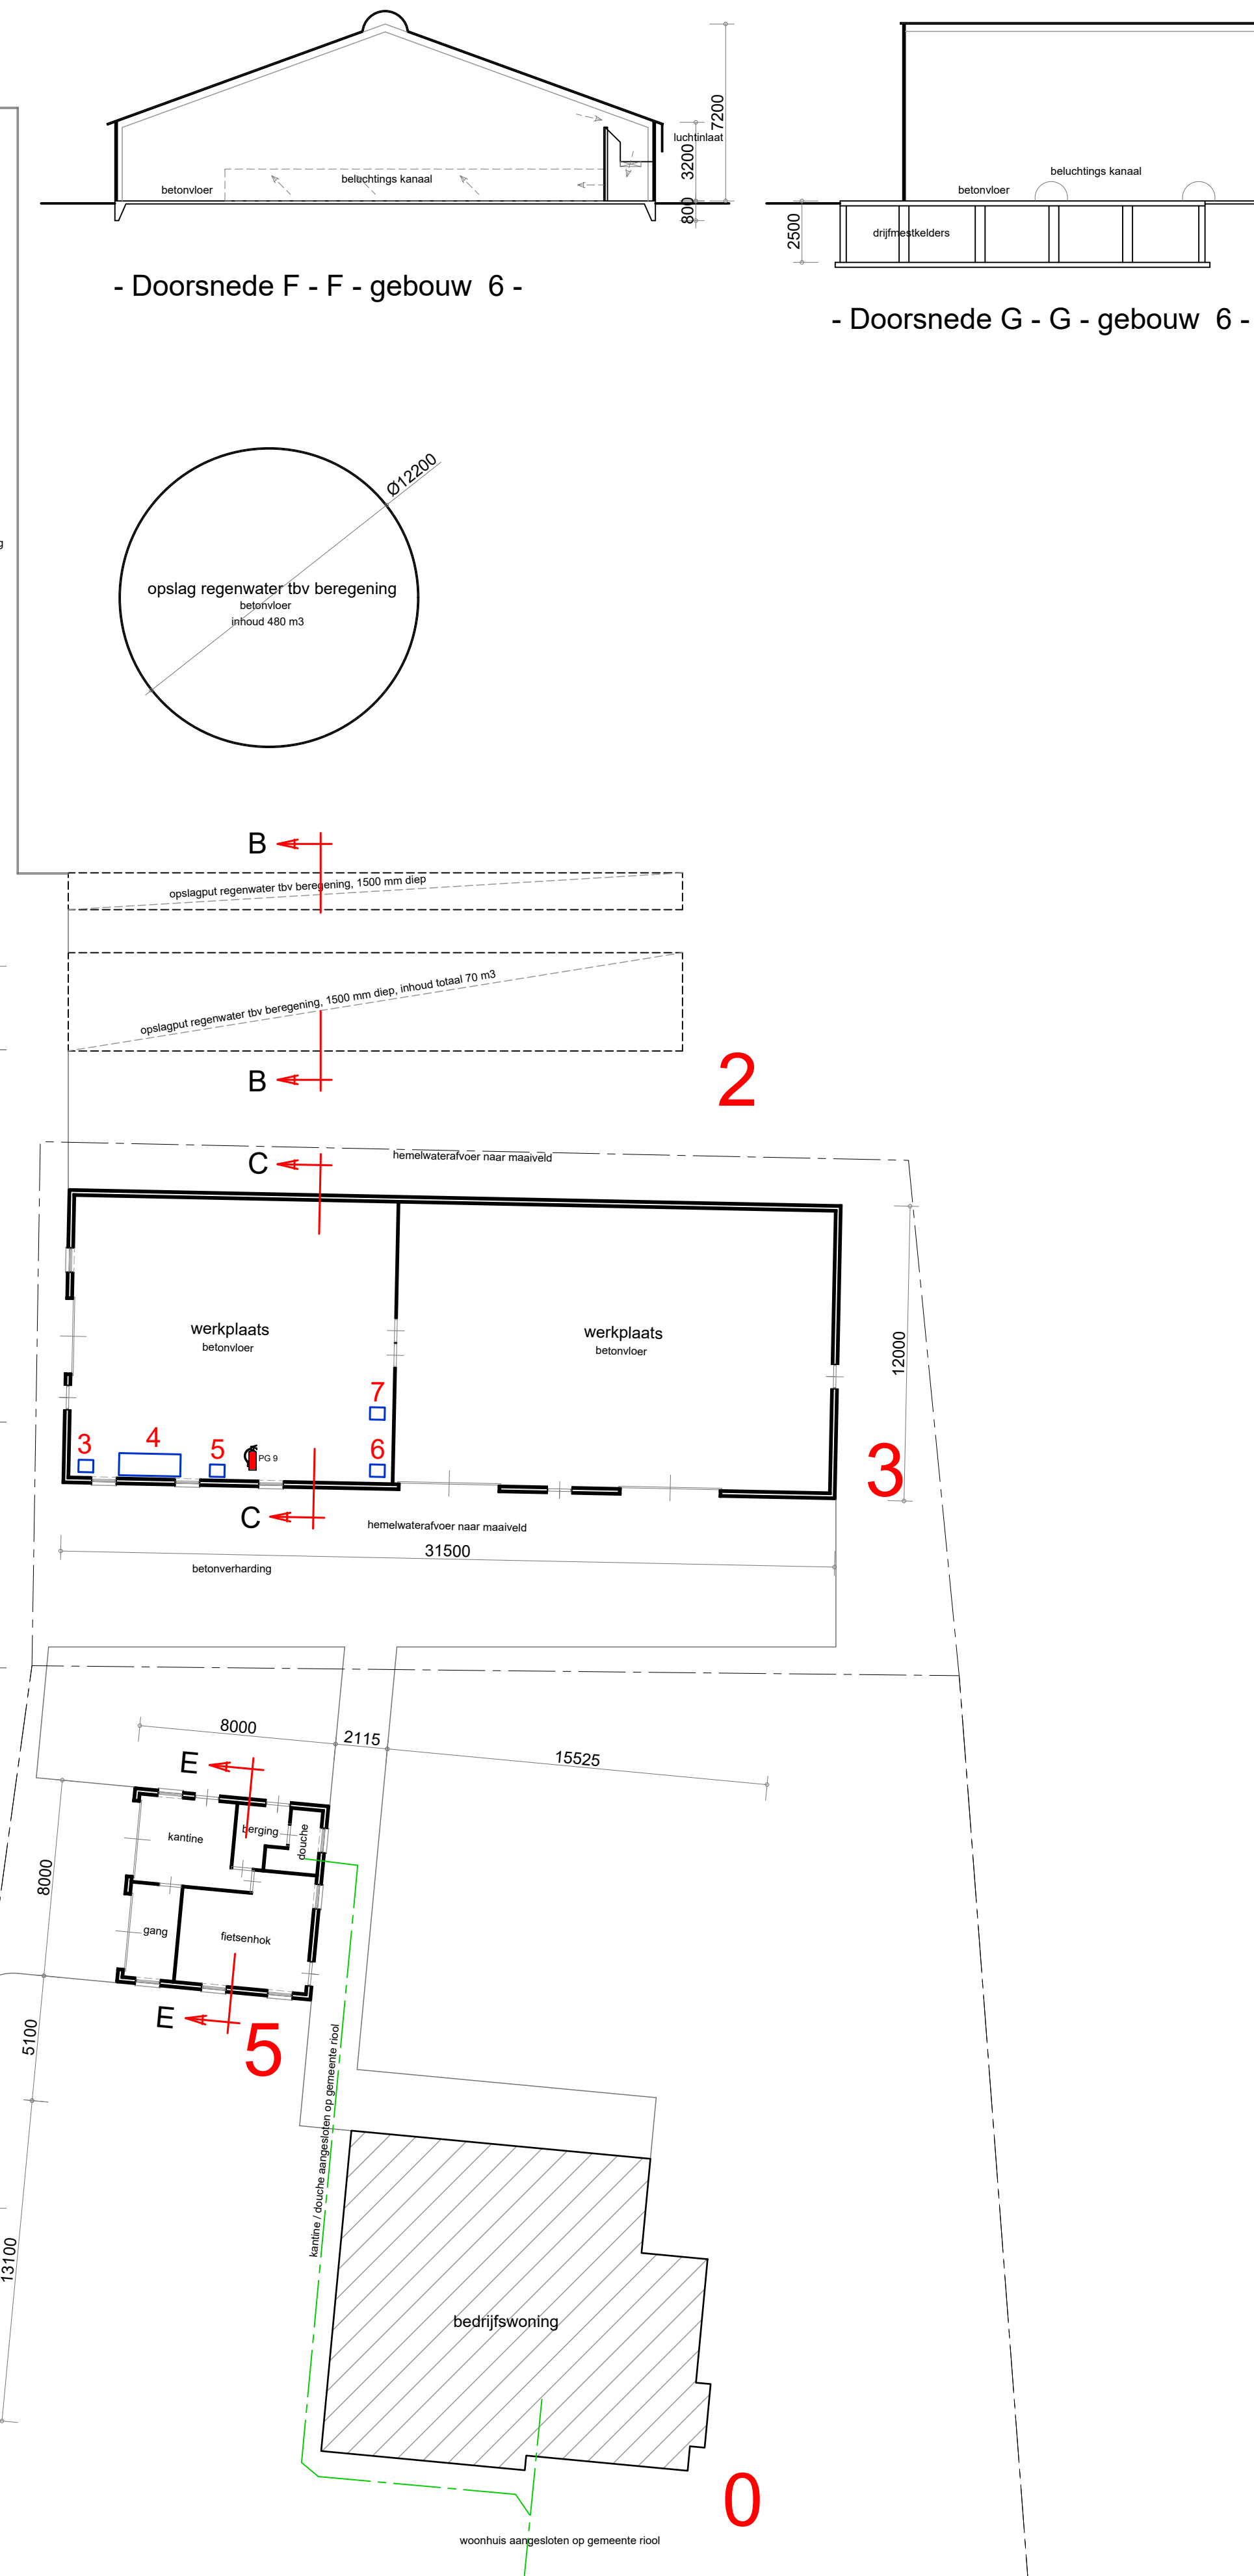 7200
luchtinlaat
3200
800
betonvloer
beluchtings kanaal
- Doorsnede F - F - gebouw 6 -
beluchtings kanaal
betonvloer
2500
drijfmestkelders
- Doorsnede G - G - gebouw 6 -
Ø12200
g
opslag regenwater tbv beregening
betonvloer
inhoud 480 m3
B
opslagput regenwater tbv beregening, 1500 mm diep
opslagput regenwater tbv beregening, 1500 mm diep, inhoud totaal 70 m3
B
2
C
hemelwaterafvoer naar maaiveld
werkplaats
betonvloer
werkplaats
betonvloer
12000
7
3
4
5
PG 9
6
3
C
hemelwaterafvoer naar maaiveld
31500
betonverharding
8000
2115
15525
E
kantine
berging
douche
8000
gang
fietsenhok
E
5
5100
kantine / douche aangesloten op gemeente riool
13100
bedrijfswoning
0
woonhuis aangesloten op gemeente riool